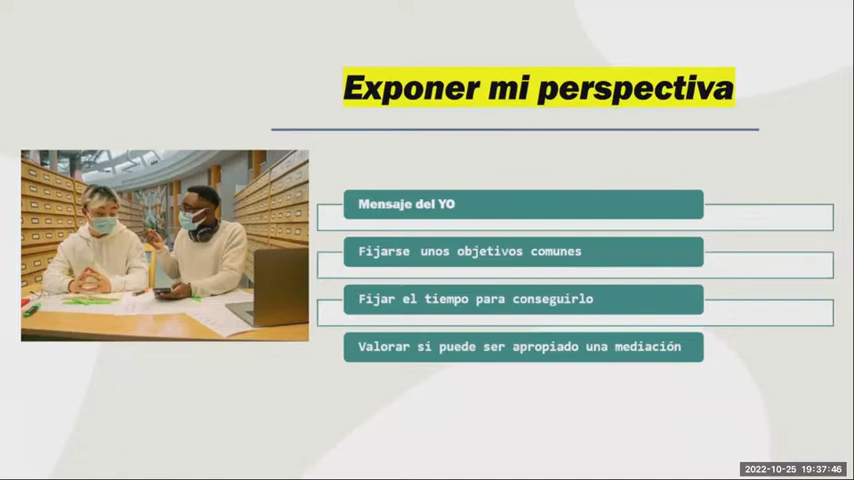 Exponer mi perspectiva
Mensaje del YO
Fijarse unos objetivos comunes
Fijar el tiempo para conseguirlo
Valorar si puede ser apropiado una mediación
2022-10-25 19:37:46